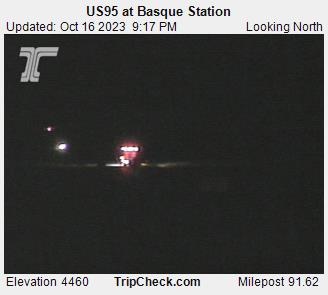 US95 at Basque Station
Updated: Oct 16 2023 9:17 PM Looking North
Elevation 4460 TripCheck.com Milepost 91.62